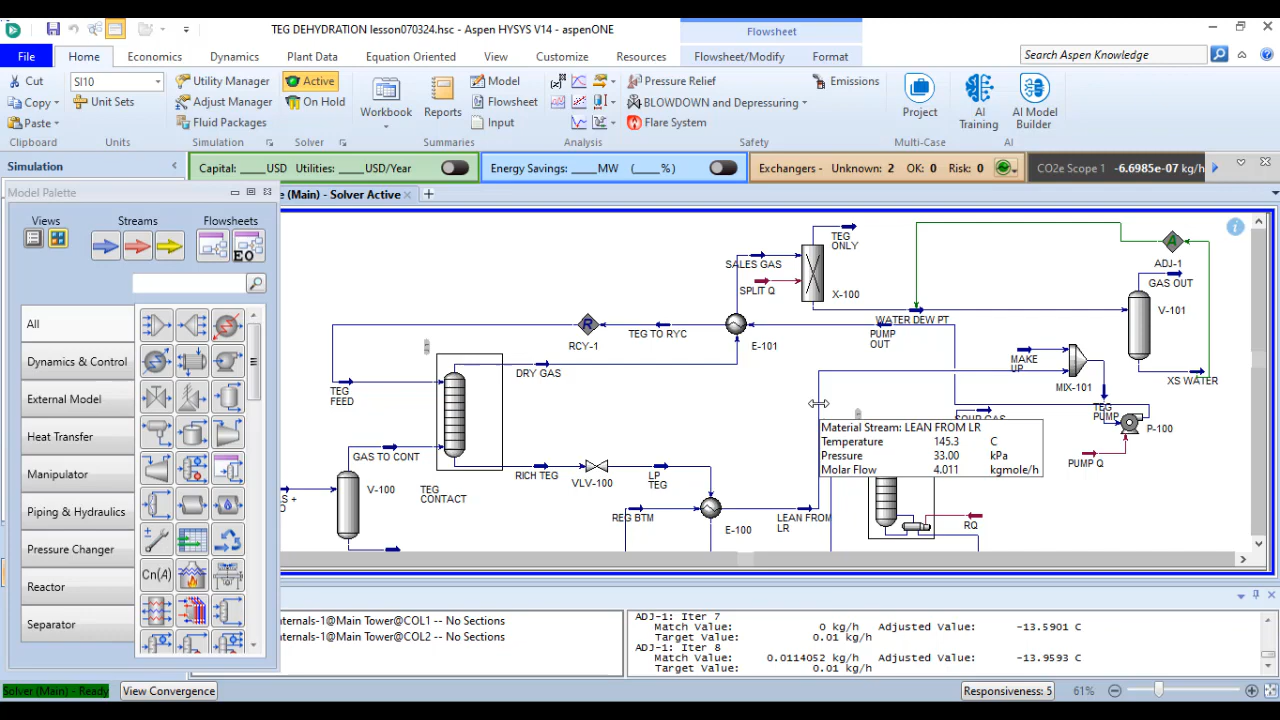 TEG DEHYDRATION lesson070324.hsc - Aspen HYSYS V14 - aspenONE
Flowsheet
File Home Economics Dynamics Plant Data Equation Oriented View Customize Resources Flowsheet/Modify Format
Search Aspen Knowledge
Cut SI10 Utility Manager Active Model Pressure Relief Emissions
Copy Unit Sets Adjust Manager On Hold Flowsheet BLOWDOWN and Depressuring
Paste Fluid Packages Workbook Reports Input Flare System Project AI Training AI Model Builder
Clipboard Units Simulation Solver Summaries Safety Multi-Case AI
Simulation
Capital: ____USD Utilities: ____USD/Year
Energy Savings: ____MW (____%)
Exchangers - Unknown: 2 OK: 0 Risk: 0
CO2e Scope 1 -6.6985e-07 kg/h
Model Palette
e (Main) - Solver Active
Views Streams Flowsheets
EO
All
Dynamics & Control
External Model
Heat Transfer
Manipulator
Piping & Hydraulics
Pressure Changer
Reactor
Separator
Cn(A)
TEG
ONLY
SALES GAS
SPLIT Q
X-100
A
ADJ-1
GAS OUT
V-101
WATER DEW PT
R
RCY-1
TEG TO RYC
E-101
PUMP
OUT
MAKE
UP
MIX-101
XS WATER
DRY GAS
TEG
FEED
TEG
PUMP
P-100
PUMP Q
SOUR GAS
GAS TO CONT
V-100
TEG
CONTACT
RICH TEG
VLV-100
LP
TEG
REG BTM
E-100
LEAN FROM
LR
RQ
Material Stream: LEAN FROM LR
Temperature 145.3 C
Pressure 33.00 kPa
Molar Flow 4.011 kgmole/h
ternals-1@Main Tower@COL1 -- No Sections
ternals-1@Main Tower@COL2 -- No Sections
ADJ-1: Iter 7
Match Value: 0 kg/h Adjusted Value: -13.5901 C
Target Value: 0.01 kg/h
ADJ-1: Iter 8
Match Value: 0.0114052 kg/h Adjusted Value: -13.9593 C
Target Value: 0.01 kg/h
Solver (Main) - Ready View Convergence Responsiveness: 5 61%